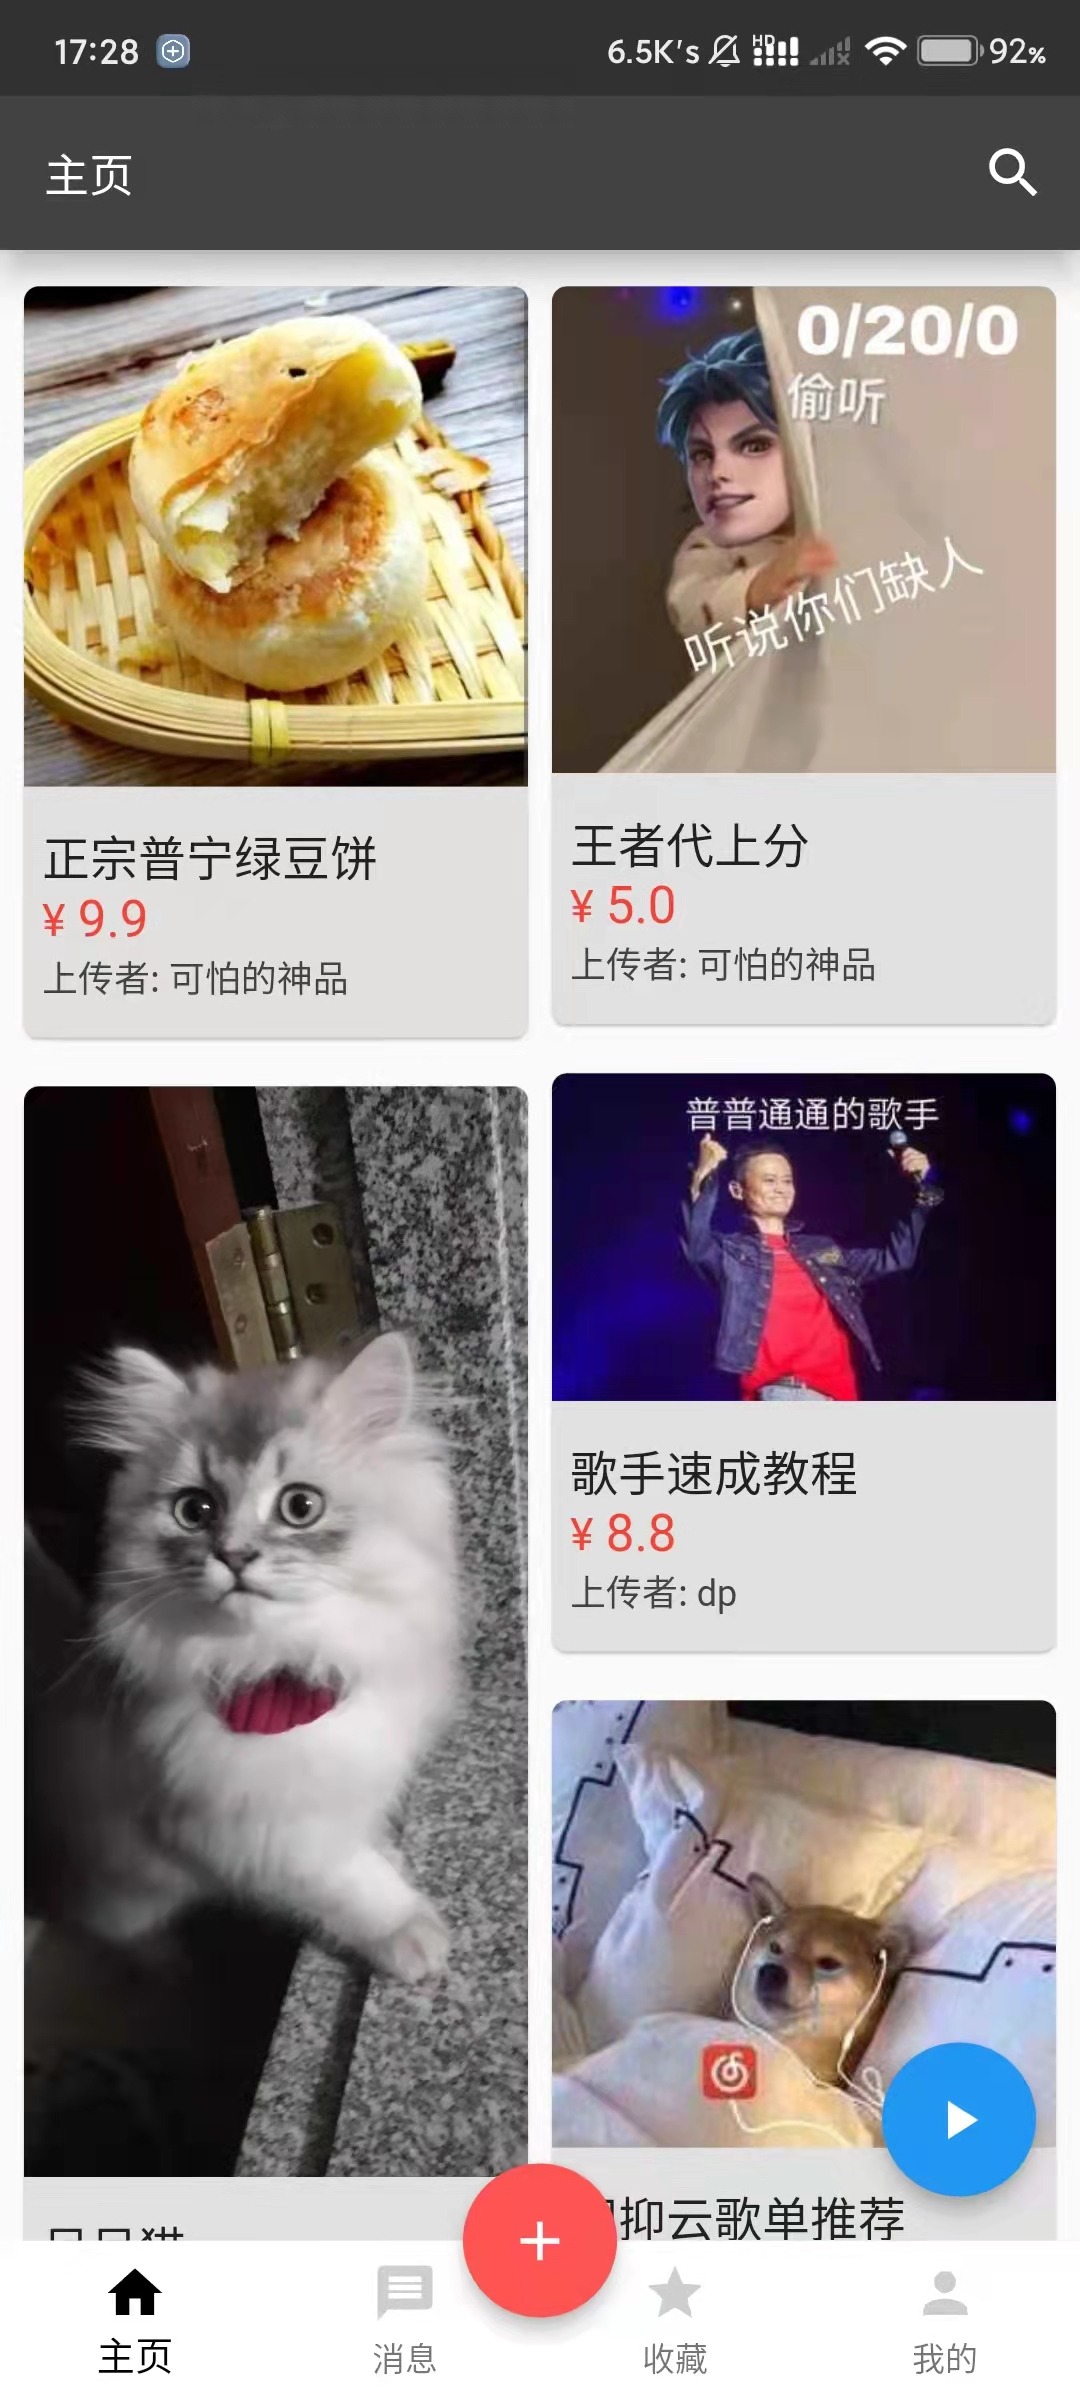 17:28
6.5K's HD 92%
主页
0/20/0
偷听
听说你们缺人
正宗普宁绿豆饼
¥ 9.9
上传者: 可怕的神品
王者代上分
¥ 5.0
上传者: 可怕的神品
普普通通的歌手
歌手速成教程
¥ 8.8
上传者: dp
抑云歌单推荐
主页
消息
收藏
我的